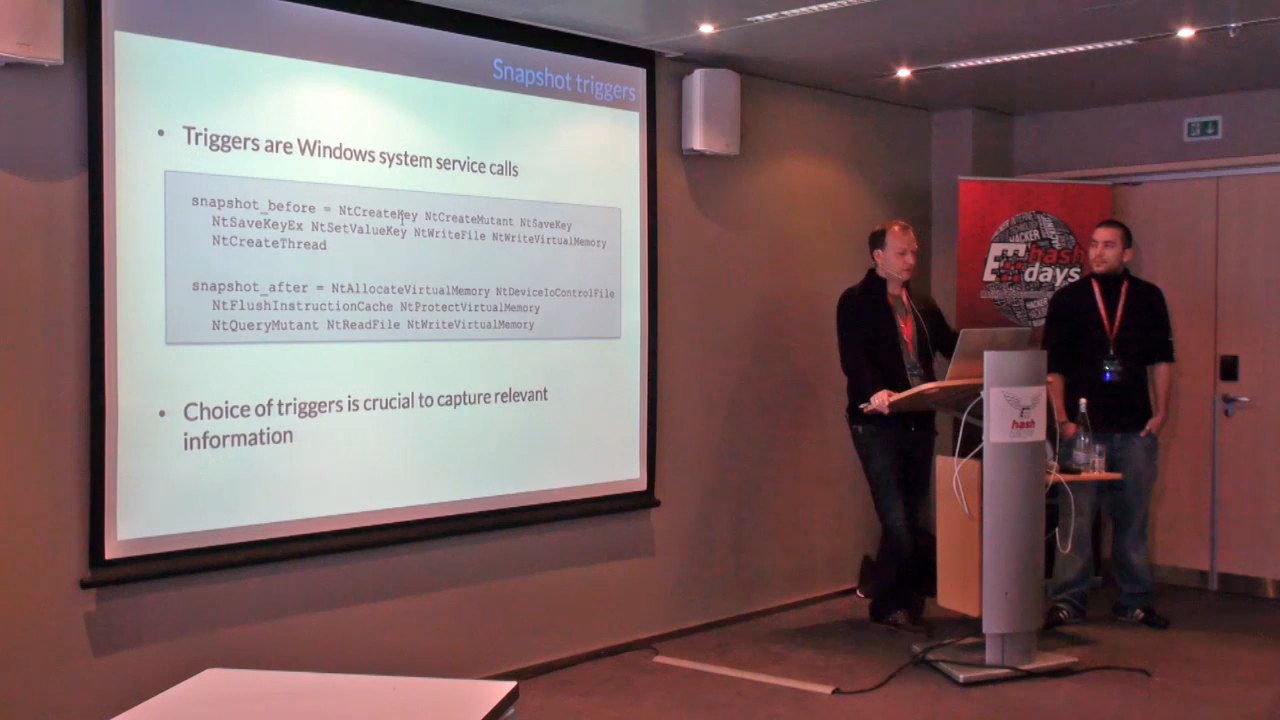 Snapshot triggers
• Triggers are Windows system service calls
snapshot_before = NtCreateKey NtCreateMutant NtSaveKey
NtSaveKeyEx NtSetValueKey NtWriteFile NtWriteVirtualMemory
NtCreateThread
snapshot_after = NtAllocateVirtualMemory NtDeviceIoControlFile
NtFlushInstructionCache NtProtectVirtualMemory
NtQueryMutant NtReadFile NtWriteVirtualMemory
• Choice of triggers is crucial to capture relevant
information
HACKER
hash
days
hash